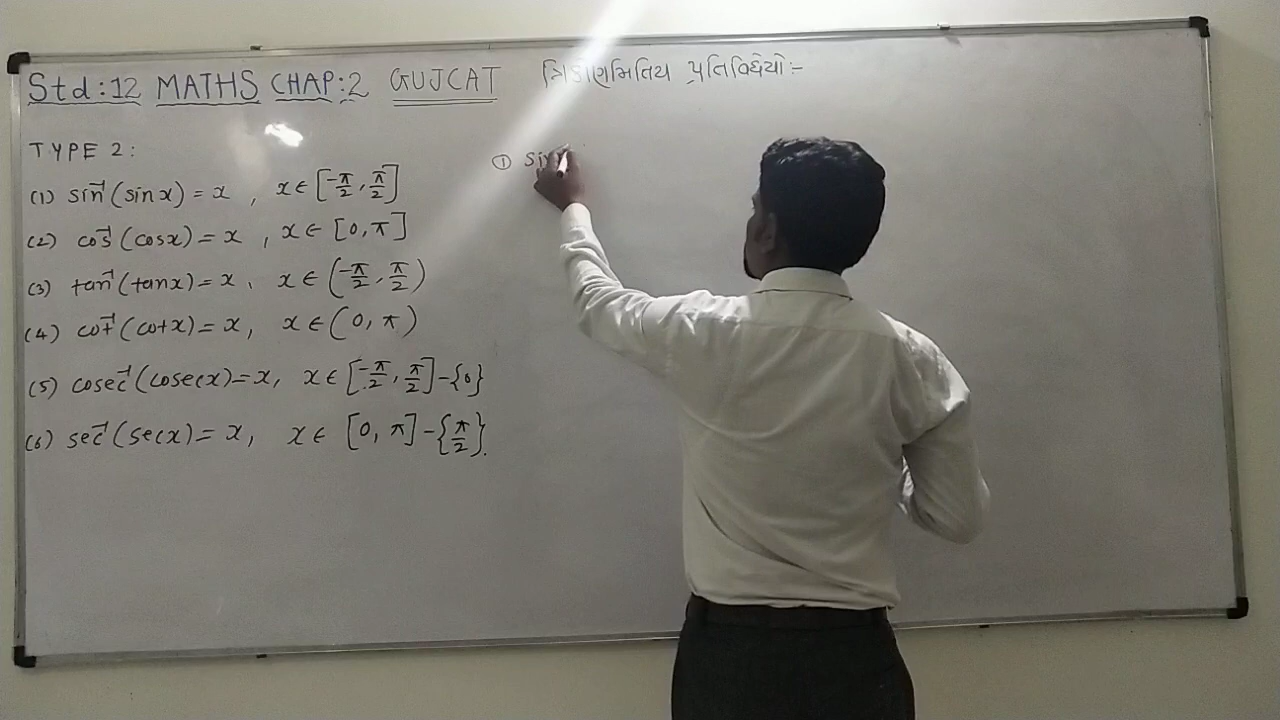 Std:12 MATHS CHAP:2 GUJCAT ત્રિકોણમિતિય પ્રતિવિધેયો:-
TYPE 2:
(1) sin⁻¹(sinx) = x , x ∈ [-π/2, π/2]
(2) cos⁻¹(cosx) = x , x ∈ [0, π]
(3) tan⁻¹(tanx) = x , x ∈ (-π/2, π/2)
(4) cot⁻¹(cotx) = x, x ∈ (0, π)
(5) cosec⁻¹(cosecx) = x, x ∈ [-π/2, π/2] - {0}
(6) sec⁻¹(secx) = x, x ∈ [0, π] - {π/2}.
① sin